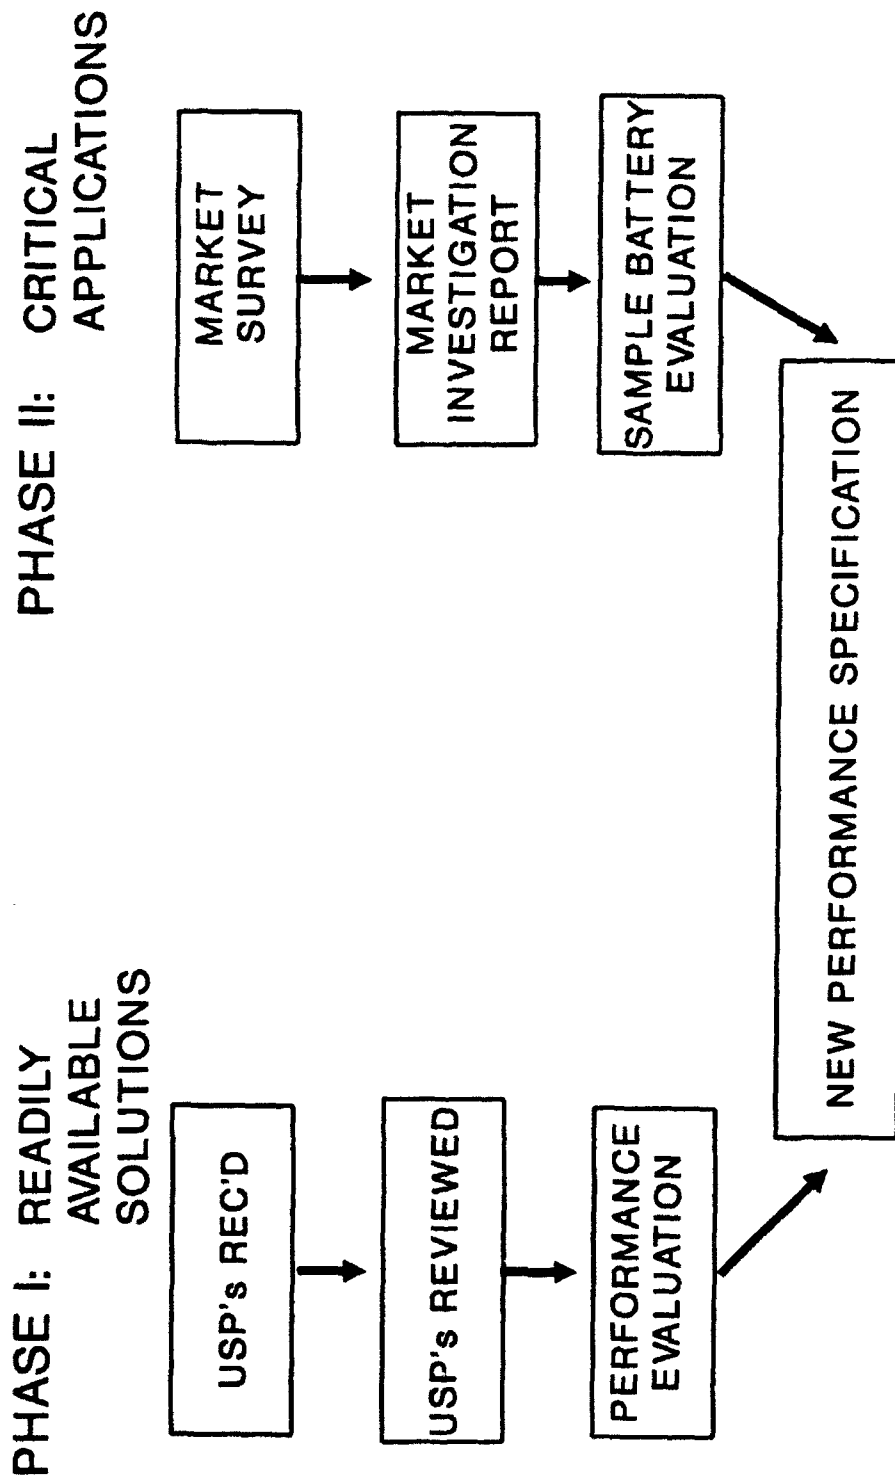 PHASE I: READILY
AVAILABLE
SOLUTIONS
USP's REC'D
USP's REVIEWED
PERFORMANCE
EVALUATION
PHASE II: CRITICAL
APPLICATIONS
MARKET
SURVEY
MARKET
INVESTIGATION
REPORT
SAMPLE BATTERY
EVALUATION
NEW PERFORMANCE SPECIFICATION